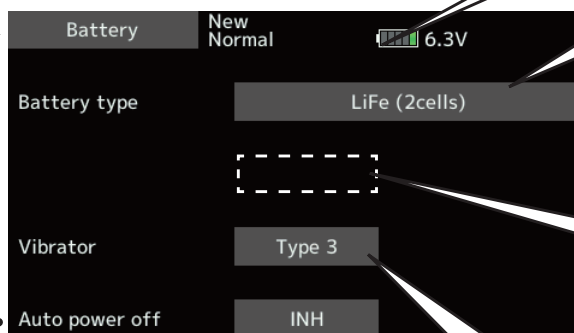 Battery
New
Normal
6.3V
Battery type
LiFe (2cells)
Vibrator
Type 3
Auto power off
INH